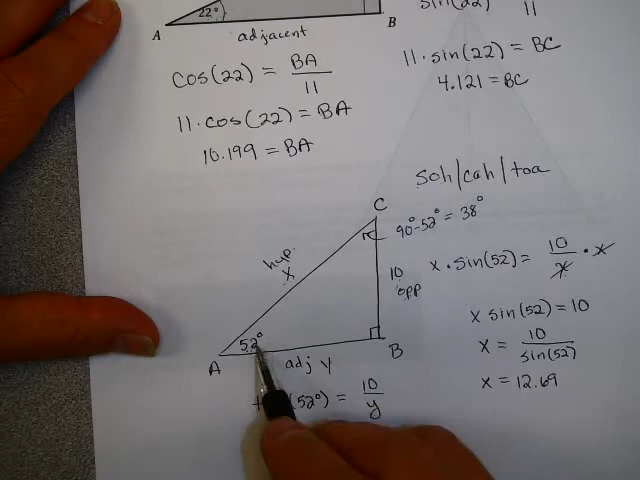 sin(22)
11
22°
A
B
adjacent
cos(22) = BA / 11
11·cos(22) = BA
10.199 = BA
11·sin(22) = BC
4.121 = BC
soh/cah/toa
C
90°-52° = 38°
hyp.
x
10
opp
x·sin(52) = 10 / x · x
x sin(52) = 10
x = 10 / sin(52)
x = 12.69
52°
A
B
adj y
(52°) = 10 / y